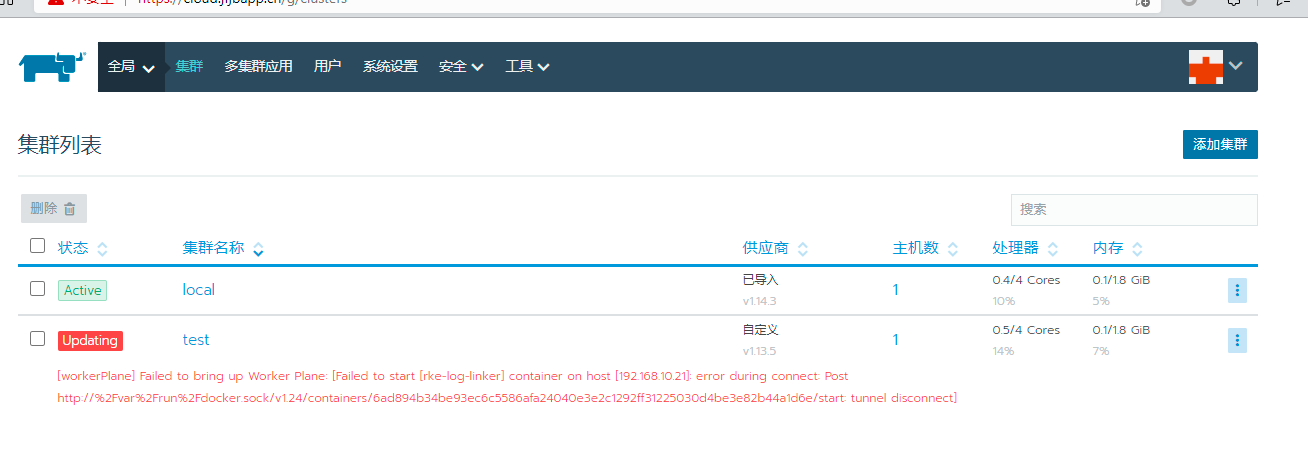 全局
集群
多集群应用
用户
系统设置
安全
工具
集群列表
添加集群
删除
搜索
状态 集群名称 供应商 主机数 处理器 内存
Active local 已导入 1 0.4/4 Cores 0.1/1.8 GiB
v1.14.3 10% 5%
Updating test 自定义 1 0.5/4 Cores 0.1/1.8 GiB
v1.13.5 14% 7%
[workerPlane] Failed to bring up Worker Plane: [Failed to start [rke-log-linker] container on host [192.168.10.21]: error during connect: Post
http://%2Fvar%2Frun%2Fdocker.sock/v1.24/containers/6ad894b34be93ec6c5586afa24040e3e2c1292ff31225030d4be3e82b44a1d6e/start: tunnel disconnect]